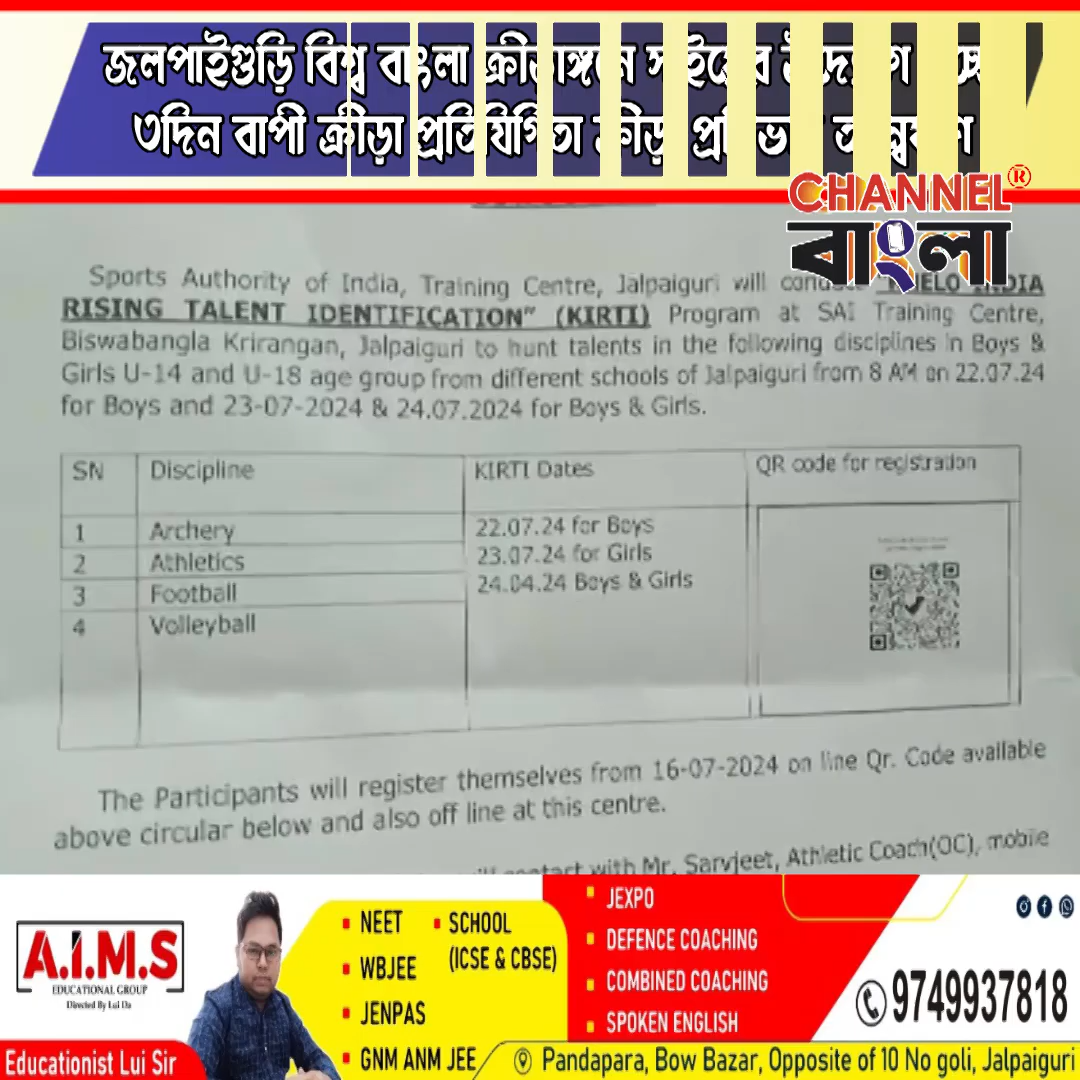 জলপাইগুড়ি বিশ্ব বাংলা ক্রীড়াঙ্গনে
৩দিন বাপী ক্রীড়া প্রতিযিগিতা ক্রীড়া
CHANNEL®
বাংলা
Sports Authority of India, Training Centre, Jalpaiguri will
INDIA
RISING TALENT IDENTIFICATION" (KIRTI) Program at SAI Training Centre,
Biswabangla Krirangan, Jalpaiguri to hunt talents in the following disciplines in Boys &
Girls U-14 and U-18 age group from different schools of Jalpaiguri from 8 AM on 22.07.24
for Boys and 23-07-2024 & 24.07.2024 for Boys & Girls.
SN Discipline KIRTI Dates QR code for registration
1 Archery 22.07.24 for Boys
2 Athletics 23.07.24 for Girls
3 Football 24.04.24 Boys & Girls
4 Volleyball
The Participants will register themselves from 16-07-2024 on line Qr. Code available
above circular below and also off line at this centre.
contact with Mr. Sarvjeet, Athletic Coach(OC), mobile
A.I.M.S
EDUCATIONAL GROUP
Directed By Lui Da
Educationist Lui Sir
NEET
WBJEE
JENPAS
GNM ANM JEE
SCHOOL
(ICSE & CBSE)
JEXPO
DEFENCE COACHING
COMBINED COACHING
SPOKEN ENGLISH
9749937818
Pandapara, Bow Bazar, Opposite of 10 No goli, Jalpaiguri